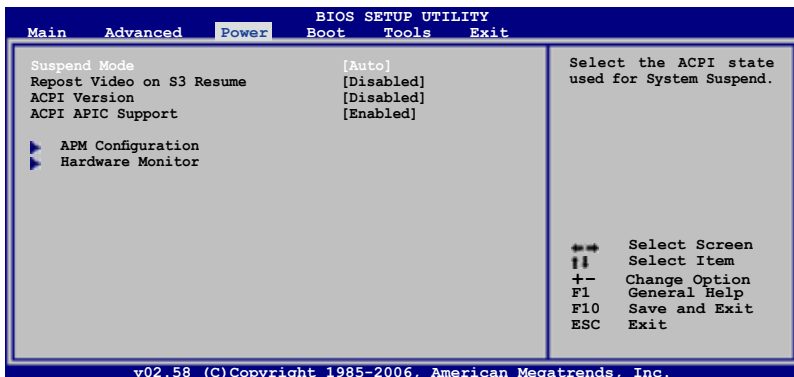 BIOS SETUP UTILITY
Main Advanced Power Boot Tools Exit
Suspend Mode [Auto]
Repost Video on S3 Resume [Disabled]
ACPI Version [Disabled]
ACPI APIC Support [Enabled]
APM Configuration
Hardware Monitor
Select the ACPI state
used for System Suspend.
Select Screen
Select Item
+- Change Option
F1 General Help
F10 Save and Exit
ESC Exit
v02.58 (C)Copyright 1985-2006, American Megatrends, Inc.